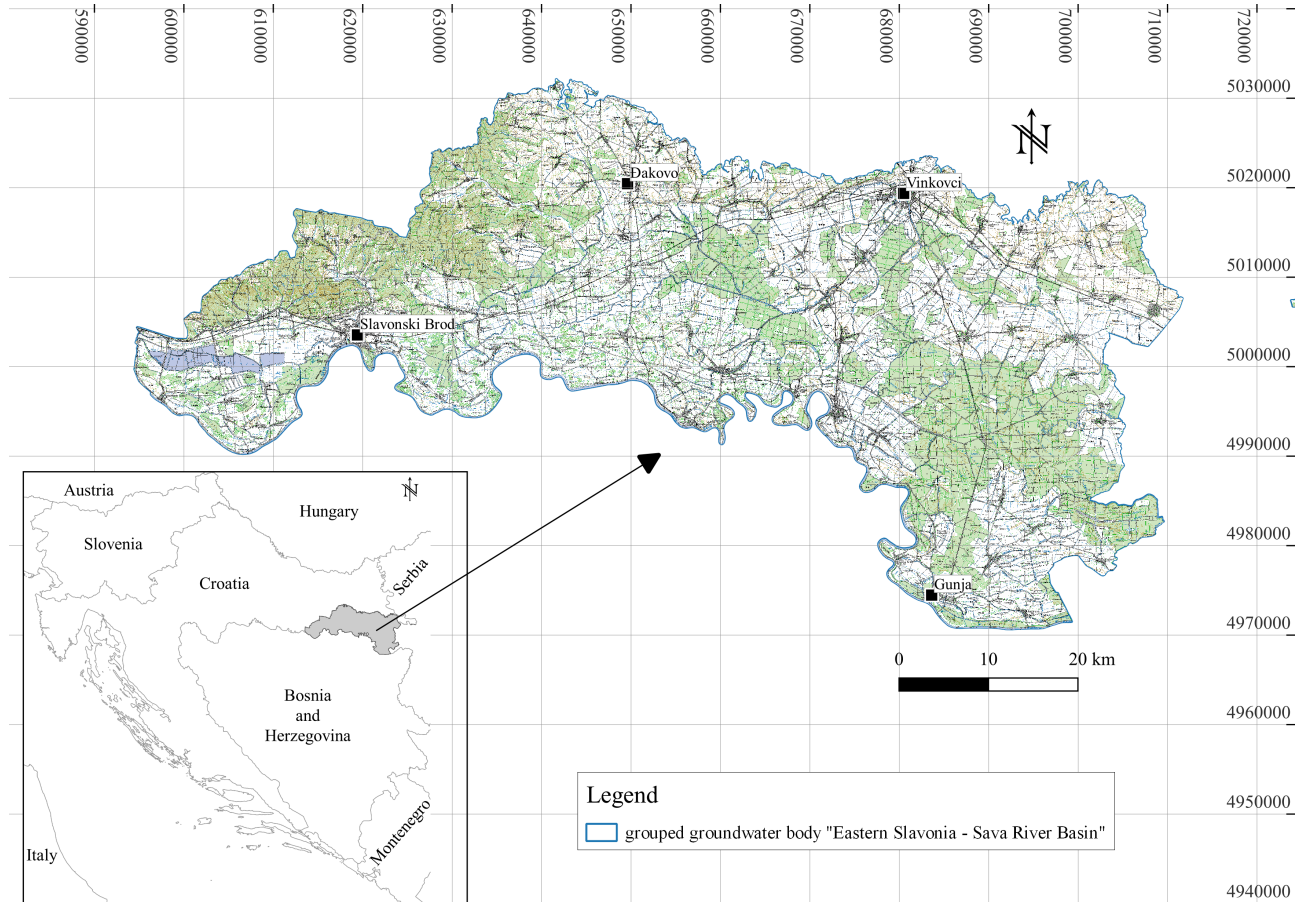 590000
600000
610000
620000
630000
640000
650000
660000
670000
680000
690000
700000
710000
720000
5030000
N
Đakovo
Vinkovci
5020000
5010000
Slavonski Brod
5000000
4990000
4980000
Gunja
4970000
0 10 20 km
4960000
4950000
4940000
N
Austria
Hungary
Slovenia
Croatia
Serbia
Bosnia
and
Herzegovina
Montenegro
Italy
Legend
grouped groundwater body "Eastern Slavonia - Sava River Basin"